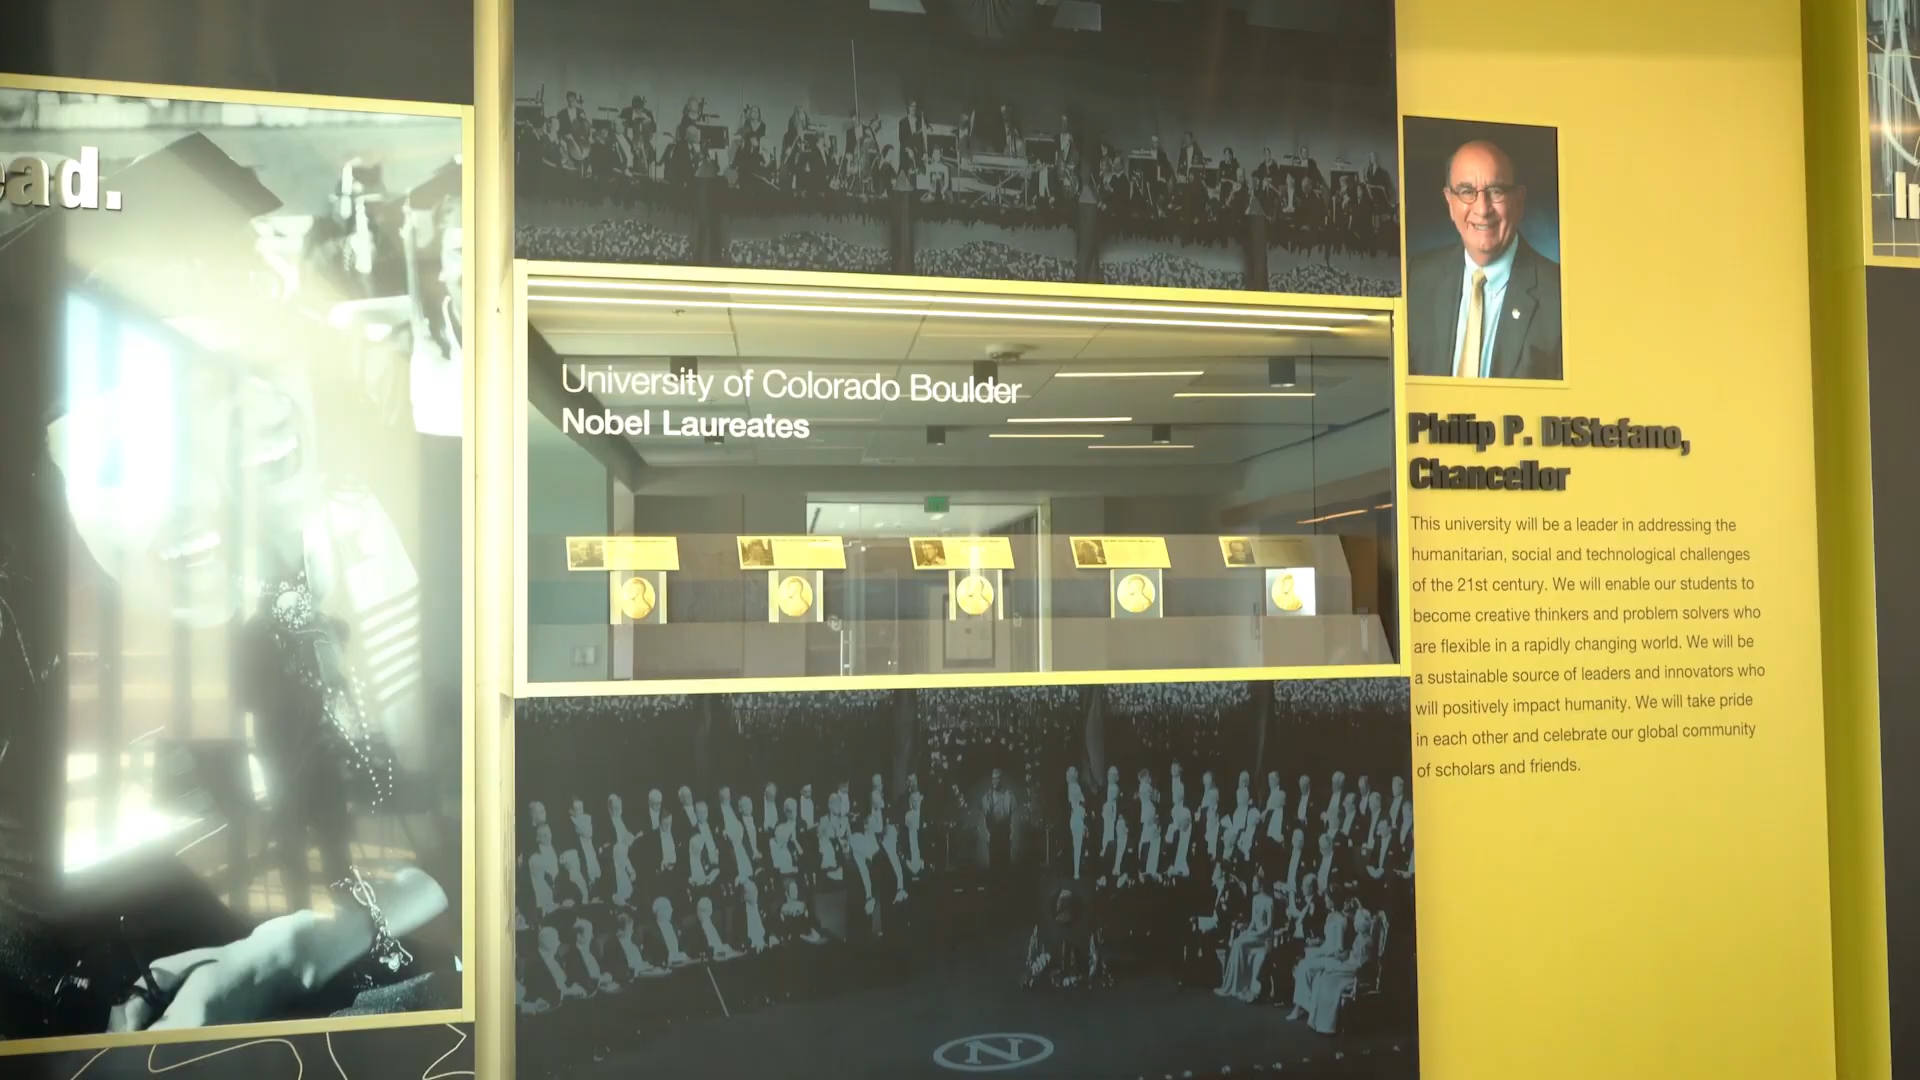 ead.
University of Colorado Boulder
Nobel Laureates
Philip P. DiStefano,
Chancellor
This university will be a leader in addressing the
humanitarian, social and technological challenges
of the 21st century. We will enable our students to
become creative thinkers and problem solvers who
are flexible in a rapidly changing world. We will be
a sustainable source of leaders and innovators who
will positively impact humanity. We will take pride
in each other and celebrate our global community
of scholars and friends.
N